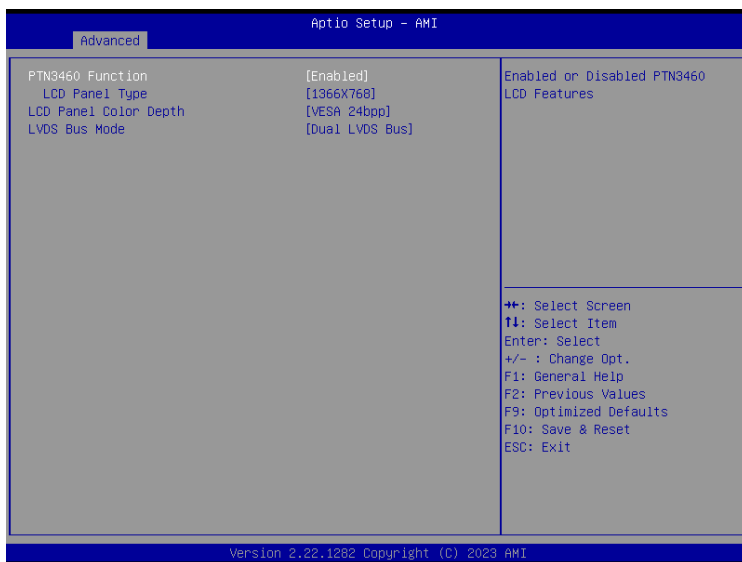 Aptio Setup - AMI
Advanced
PTN3460 Function [Enabled]
LCD Panel Type [1366X768]
LCD Panel Color Depth [VESA 24bpp]
LVDS Bus Mode [Dual LVDS Bus]
Enabled or Disabled PTN3460
LCD Features
→←: Select Screen
↑↓: Select Item
Enter: Select
+/- : Change Opt.
F1: General Help
F2: Previous Values
F9: Optimized Defaults
F10: Save & Reset
ESC: Exit
Version 2.22.1282 Copyright (C) 2023 AMI